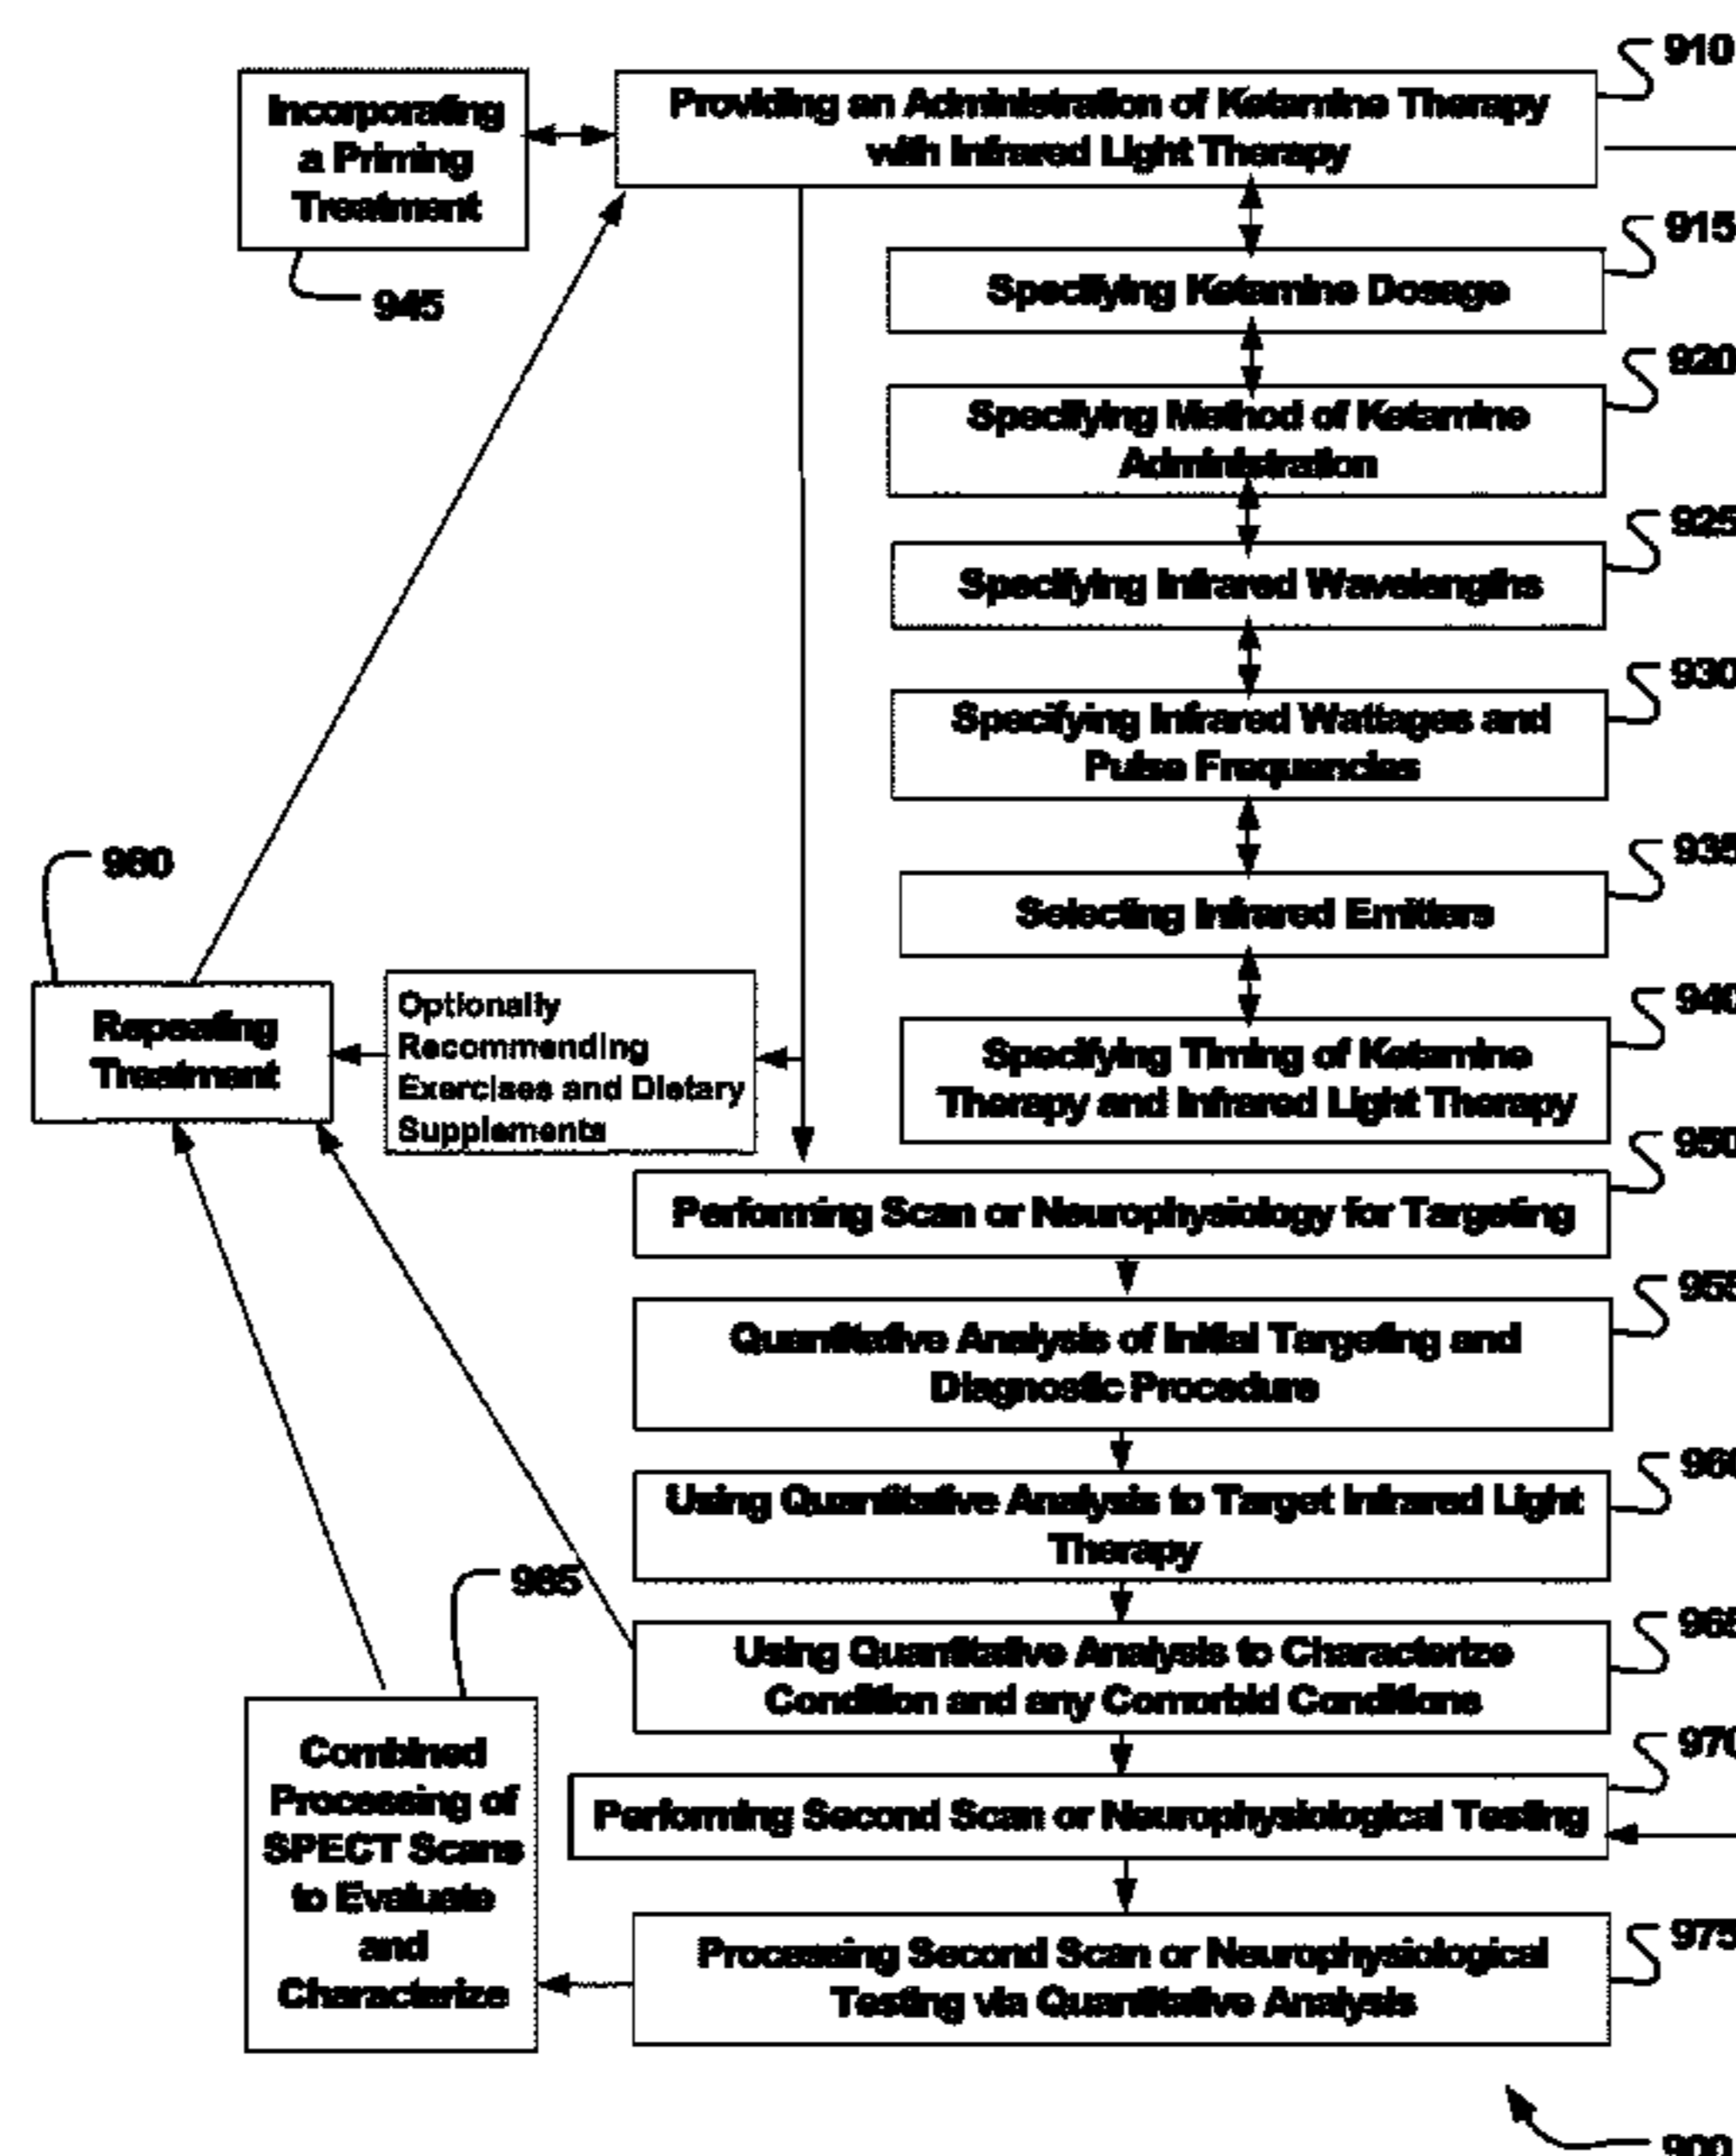 910
Providing an Administration of Ketamine Therapy
with Infrared Light Therapy
Incorporating
a Priming
Treatment
945
915
Specifying Ketamine Dosage
920
Specifying Method of Ketamine
Administration
925
Specifying Infrared Wavelengths
930
Specifying Infrared Wattages and
Pulse Frequencies
935
Selecting Infrared Emitters
940
Specifying Timing of Ketamine
Therapy and Infrared Light Therapy
980
Repeating
Treatment
Optionally
Recommending
Exercises and Dietary
Supplements
950
Performing Scan or Neurophysiology for Targeting
955
Quantitative Analysis of Initial Targeting and
Diagnostic Procedure
960
Using Quantitative Analysis to Target Infrared Light
Therapy
965
Using Quantitative Analysis to Characterize
Condition and any Comorbid Conditions
970
Performing Second Scan or Neurophysiological Testing
975
Processing Second Scan or Neurophysiological
Testing via Quantitative Analysis
985
Combined
Processing of
SPECT Scans
to Evaluate
and
Characterize
900